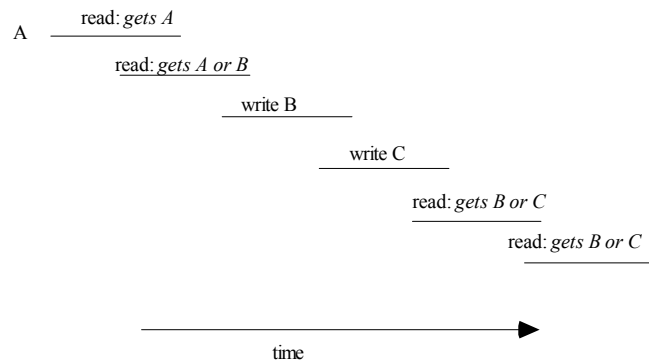 read: gets A
A
read: gets A or B
write B
write C
read: gets B or C
read: gets B or C
time